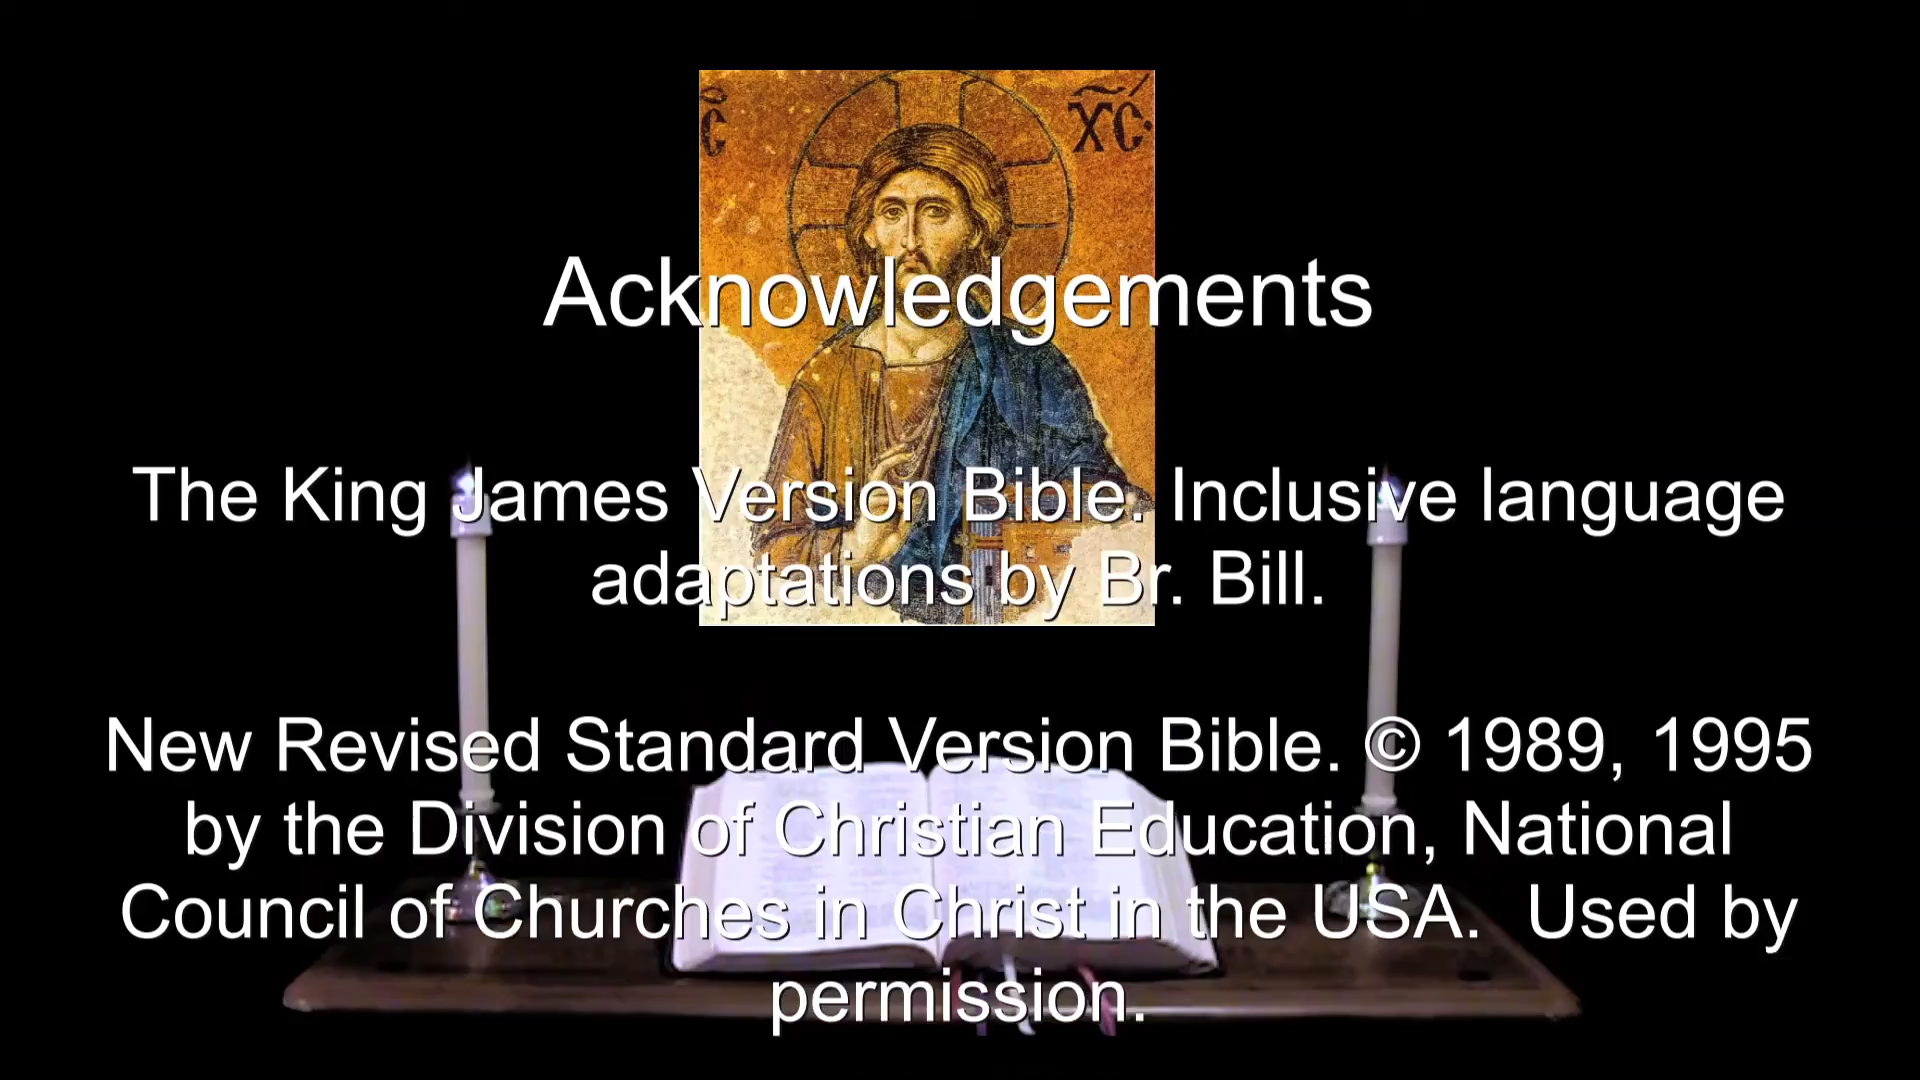 C̄ X̄C
Acknowledgements
The King James Version Bible. Inclusive language
adaptations by Br. Bill.
New Revised Standard Version Bible. © 1989, 1995
by the Division of Christian Education, National
Council of Churches in Christ in the USA.  Used by
permission.